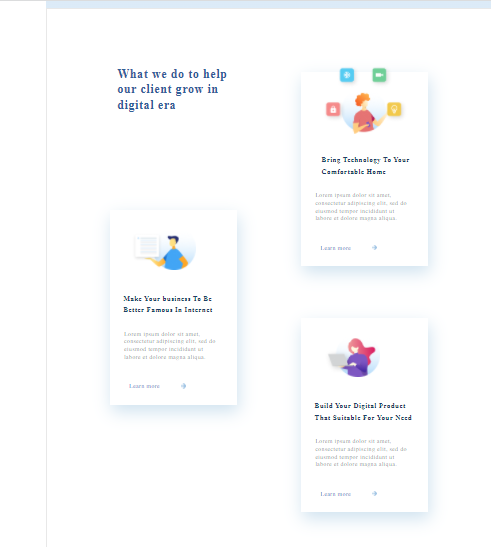 What we do to help
our client grow in
digital era
Bring Technology To Your
Comfortable Home
Lorem ipsum dolor sit amet,
consectetur adipiscing elit, sed do
eiusmod tempor incididunt ut
labore et dolore magna aliqua.
Learn more
Make Your business To Be
Better Famous In Internet
Lorem ipsum dolor sit amet,
consectetur adipiscing elit, sed do
eiusmod tempor incididunt ut
labore et dolore magna aliqua.
Learn more
Build Your Digital Product
That Suitable For Your Need
Lorem ipsum dolor sit amet,
consectetur adipiscing elit, sed do
eiusmod tempor incididunt ut
labore et dolore magna aliqua.
Learn more